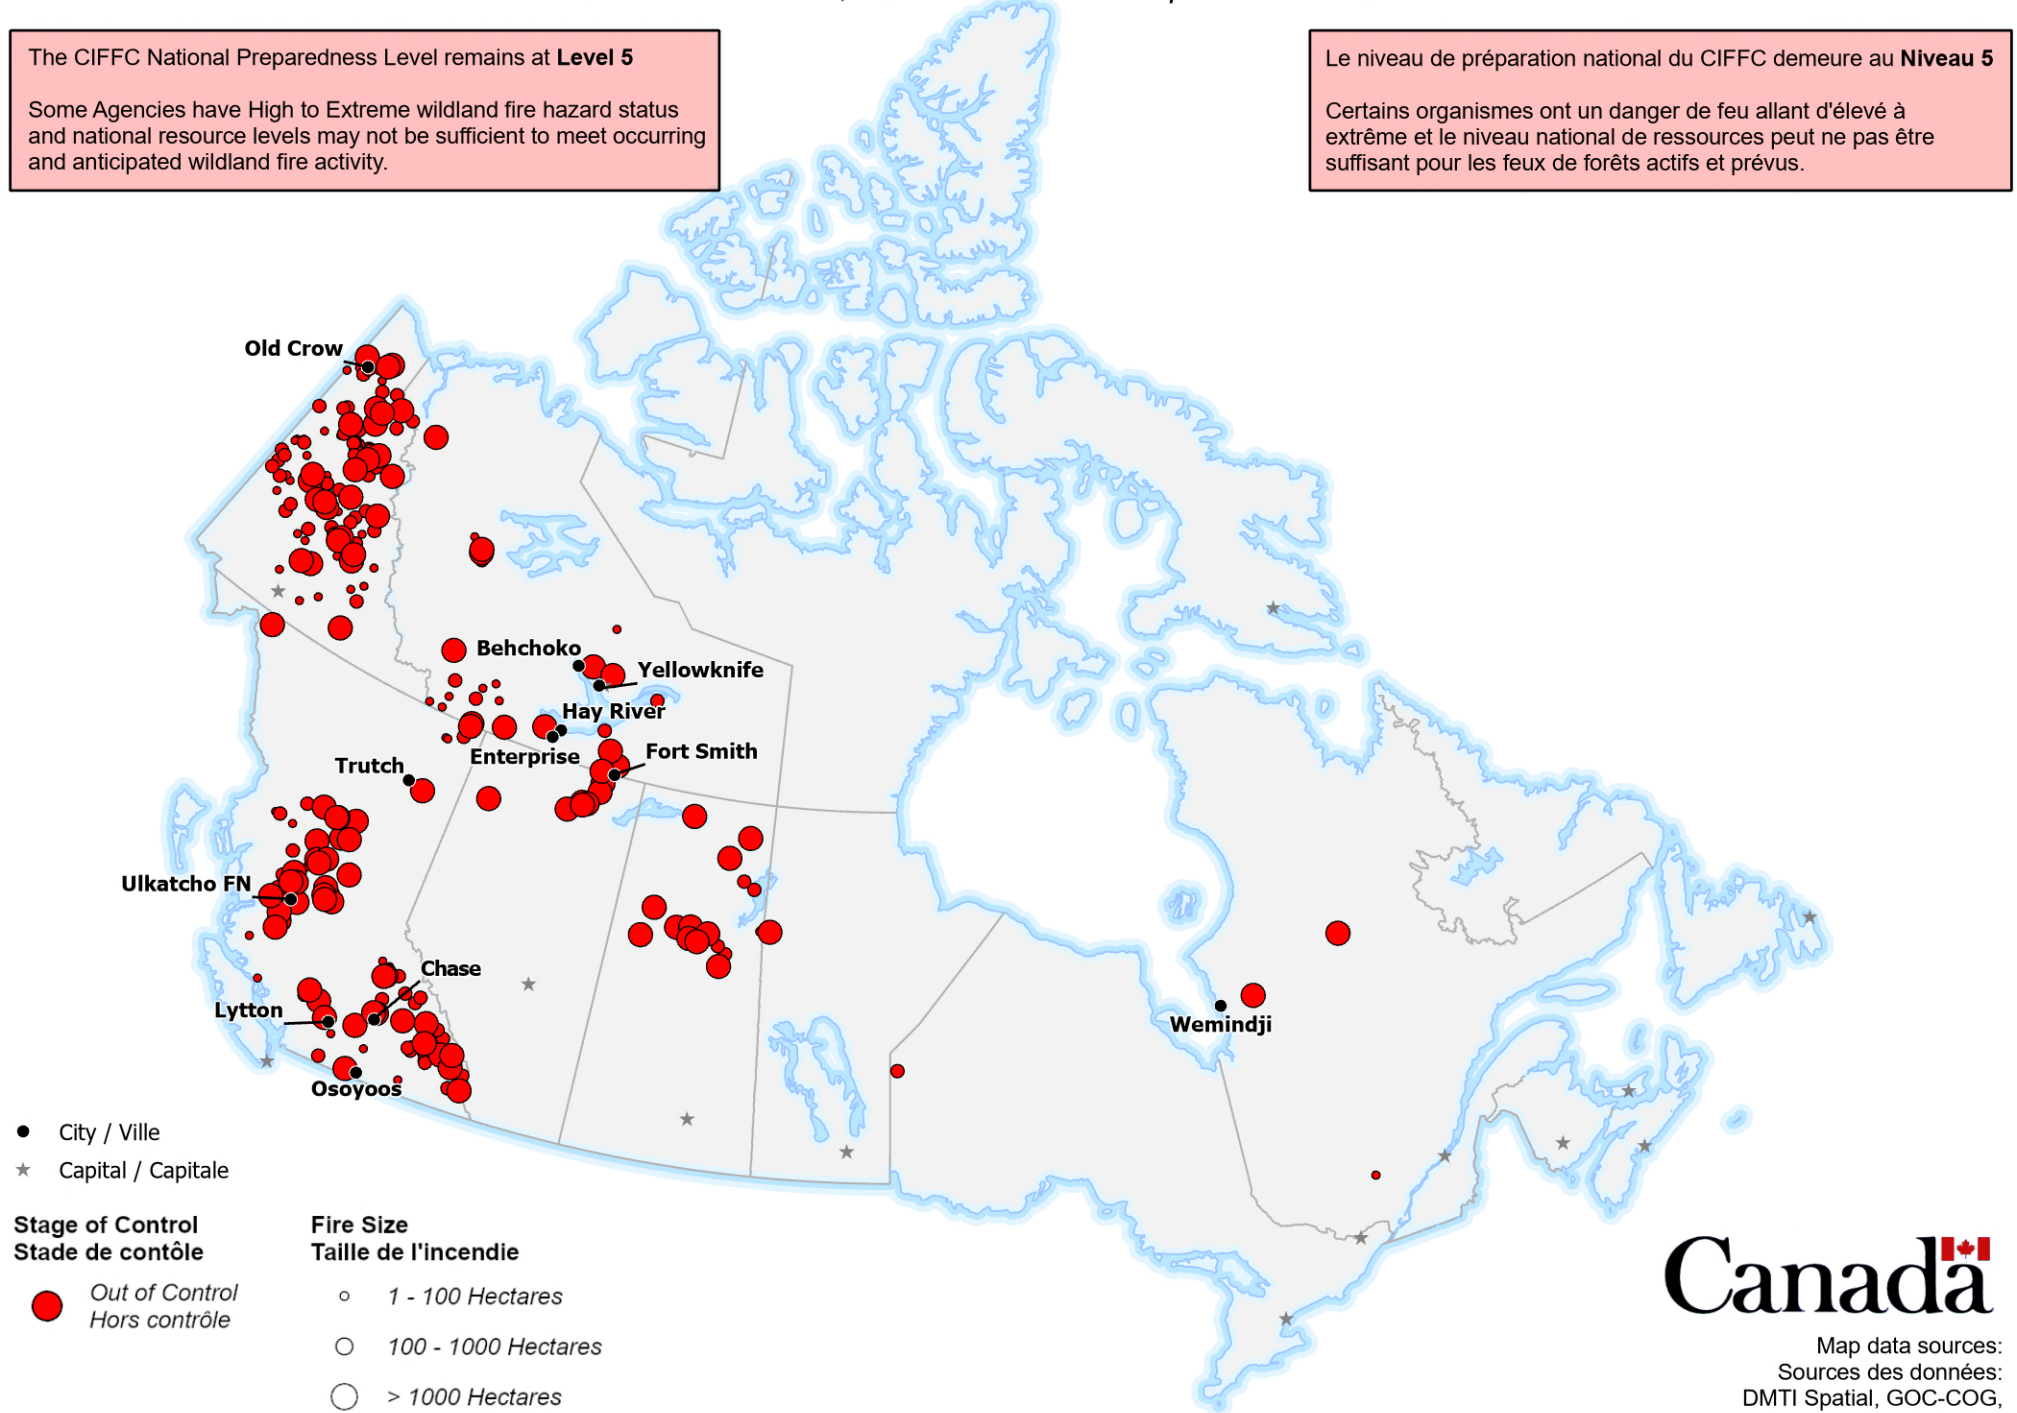 The CIFFC National Preparedness Level remains at Level 5
Some Agencies have High to Extreme wildland fire hazard status
and national resource levels may not be sufficient to meet occurring
and anticipated wildland fire activity.
Le niveau de préparation national du CIFFC demeure au Niveau 5
Certains organismes ont un danger de feu allant d'élevé à
extrême et le niveau national de ressources peut ne pas être
suffisant pour les feux de forêts actifs et prévus.
Old Crow
Behchoko
Yellowknife
Hay River
Enterprise
Fort Smith
Trutch
Ulkatcho FN
Chase
Lytton
Osoyoos
Wemindji
City / Ville
Capital / Capitale
Stage of Control
Stade de contôle
Out of Control
Hors contrôle
Fire Size
Taille de l'incendie
1 - 100 Hectares
100 - 1000 Hectares
> 1000 Hectares
Canada
Map data sources:
Sources des données:
DMTI Spatial, GOC-COG,